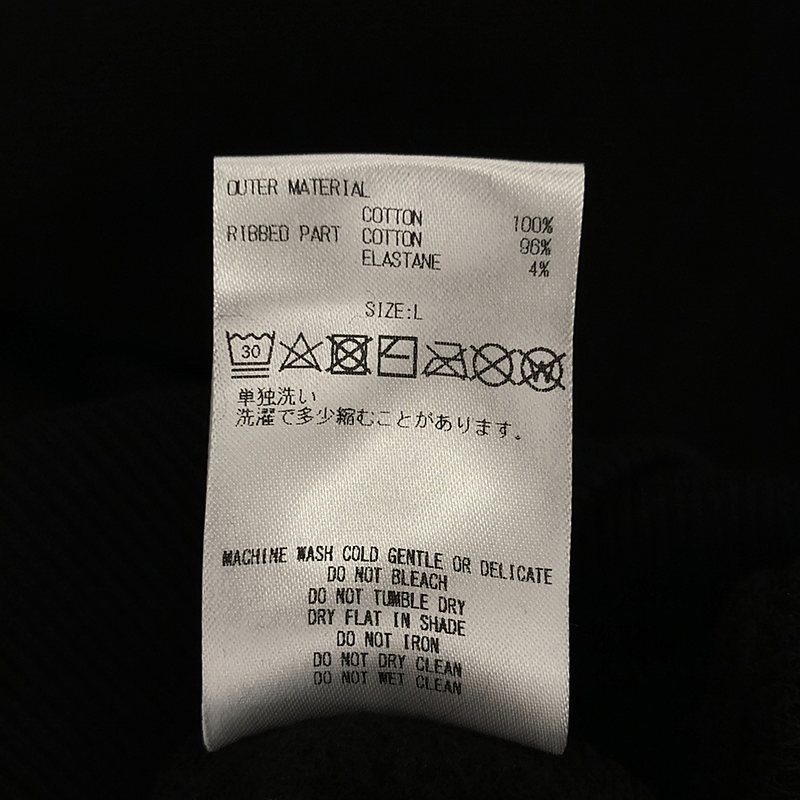 OUTER MATERIAL
COTTON 100%
RIBBED PART COTTON 96%
ELASTANE 4%
SIZE:L
30 W
単独洗い
洗濯で多少縮むことがあります。
MACHINE WASH COLD GENTLE OR DELICATE
DO NOT BLEACH
DO NOT TUMBLE DRY
DRY FLAT IN SHADE
DO NOT IRON
DO NOT DRY CLEAN
DO NOT WET CLEAN